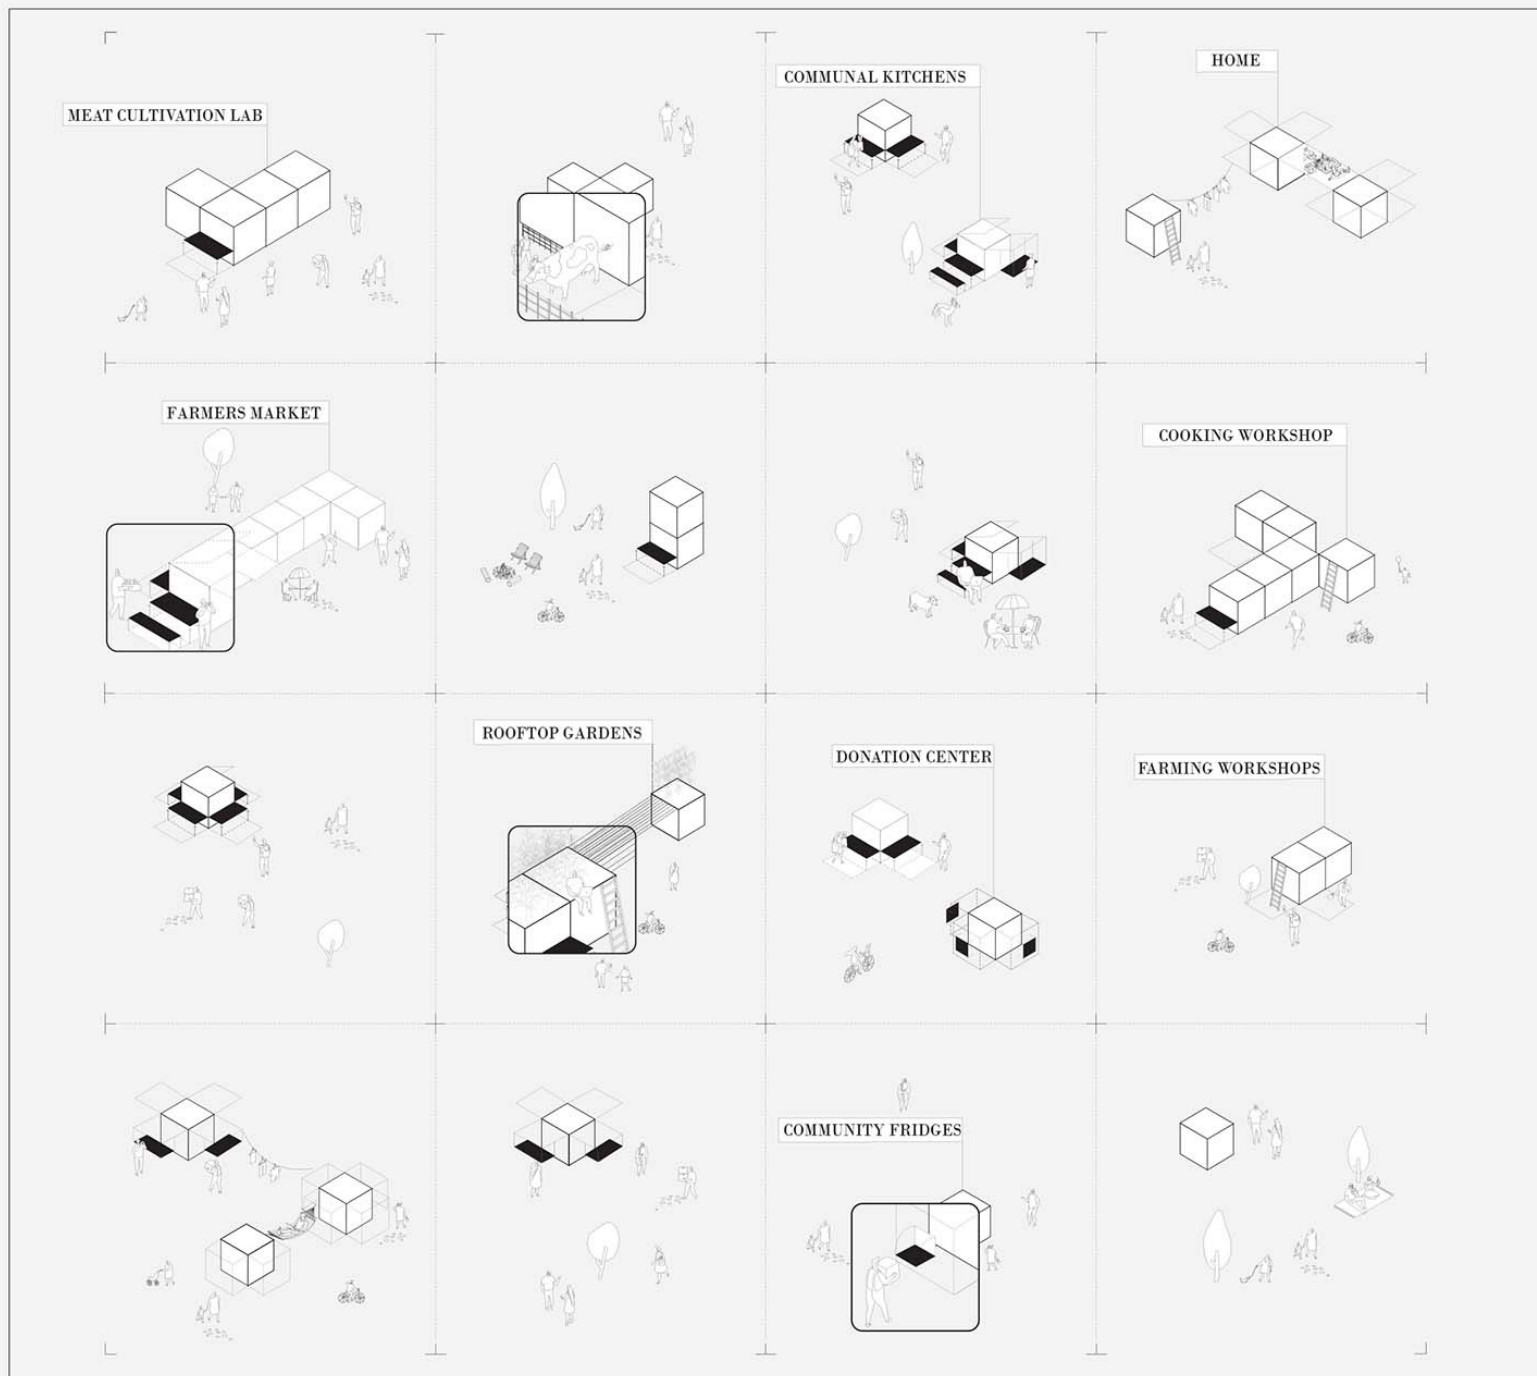 MEAT CULTIVATION LAB
COMMUNAL KITCHENS
HOME
FARMERS MARKET
COOKING WORKSHOP
ROOFTOP GARDENS
DONATION CENTER
FARMING WORKSHOPS
COMMUNITY FRIDGES